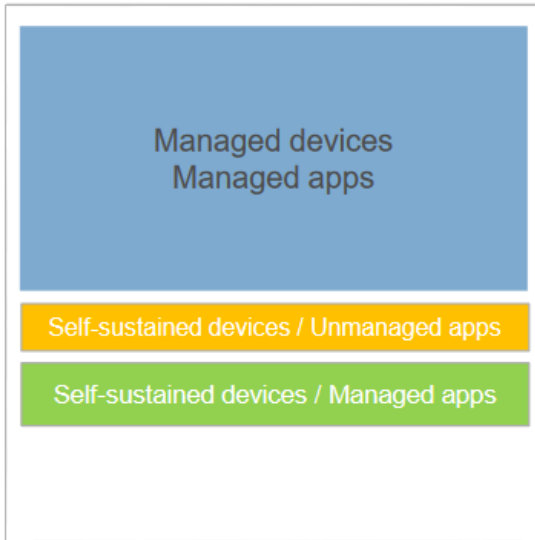 Managed devices
Managed apps
Self-sustained devices / Unmanaged apps
Self-sustained devices / Managed apps